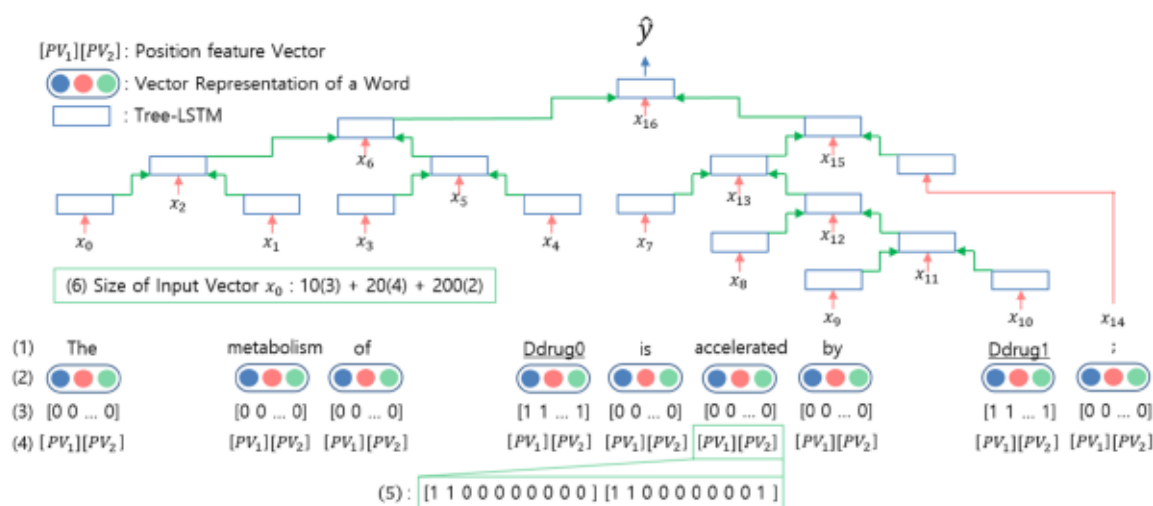 [PV₁][PV₂] : Position feature Vector
: Vector Representation of a Word
: Tree-LSTM
ŷ
x₁₆
x₆ x₁₅
x₂ x₅ x₁₃
x₀ x₁ x₃ x₄ x₇ x₁₂
x₈ x₁₁
x₉ x₁₀ x₁₄
(6) Size of Input Vector x₀ : 10(3) + 20(4) + 200(2)
(1) The metabolism of Ddrug0 is accelerated by Ddrug1 ;
(2)
(3) [0 0 ... 0] [0 0 ... 0] [0 0 ... 0] [1 1 ... 1] [0 0 ... 0] [0 0 ... 0] [0 0 ... 0] [1 1 ... 1] [0 0 ... 0]
(4) [PV₁][PV₂] [PV₁][PV₂] [PV₁][PV₂] [PV₁][PV₂] [PV₁][PV₂] [PV₁][PV₂] [PV₁][PV₂] [PV₁][PV₂] [PV₁][PV₂]
(5) : [1 1 0 0 0 0 0 0 0 0 ] [1 1 0 0 0 0 0 0 0 1 ]